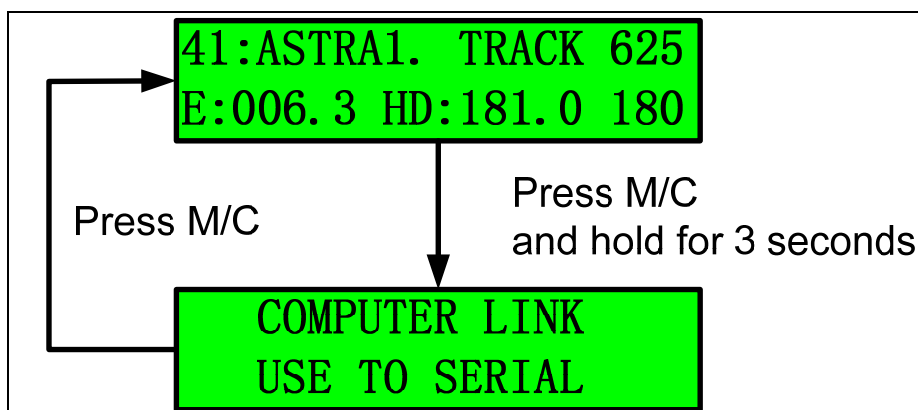 41:ASTRA1. TRACK 625
E:006.3 HD:181.0 180
Press M/C
Press M/C
and hold for 3 seconds
COMPUTER LINK
USE TO SERIAL